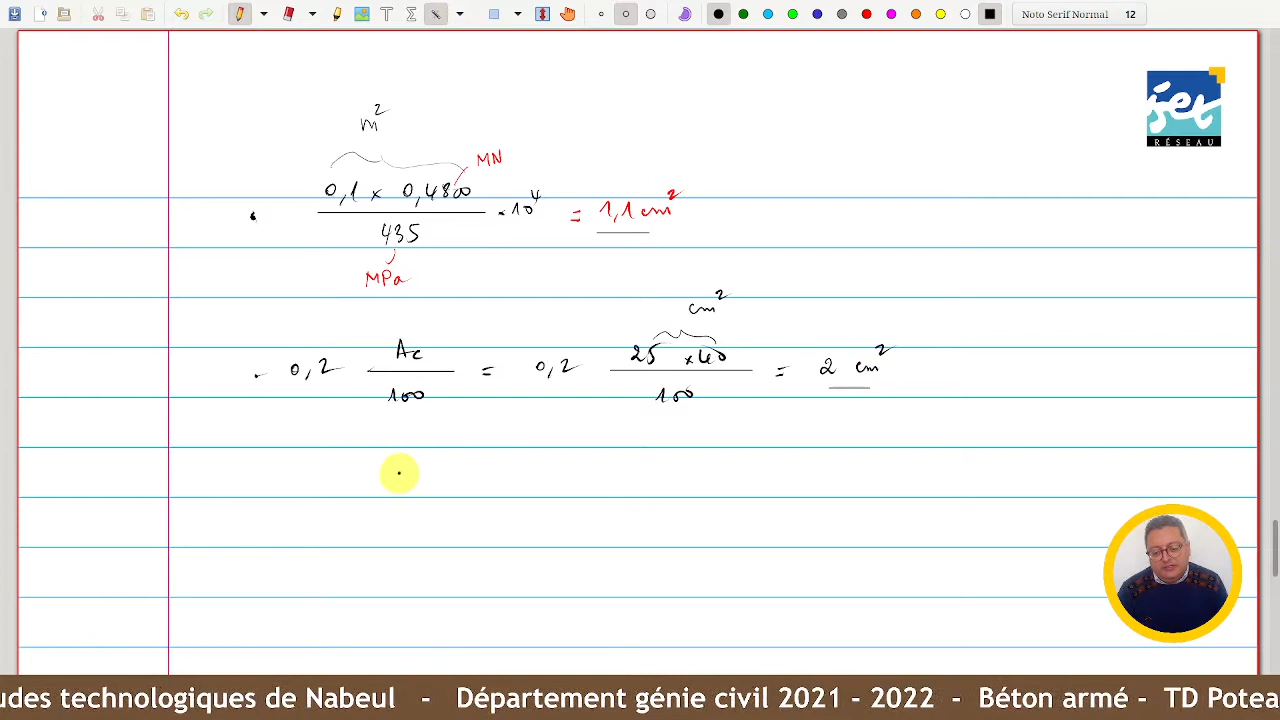 Noto Serif Normal 12
iset
RÉSEAU
m²
MN
0,1 x 0,4800
435
. 10⁴ = 1,1 cm²
MPa
cm²
. 0,2 Ac/100 = 0,2 25 x 40/100 = 2 cm²
udes technologiques de Nabeul - Département génie civil 2021 - 2022 - Béton armé - TD Potea